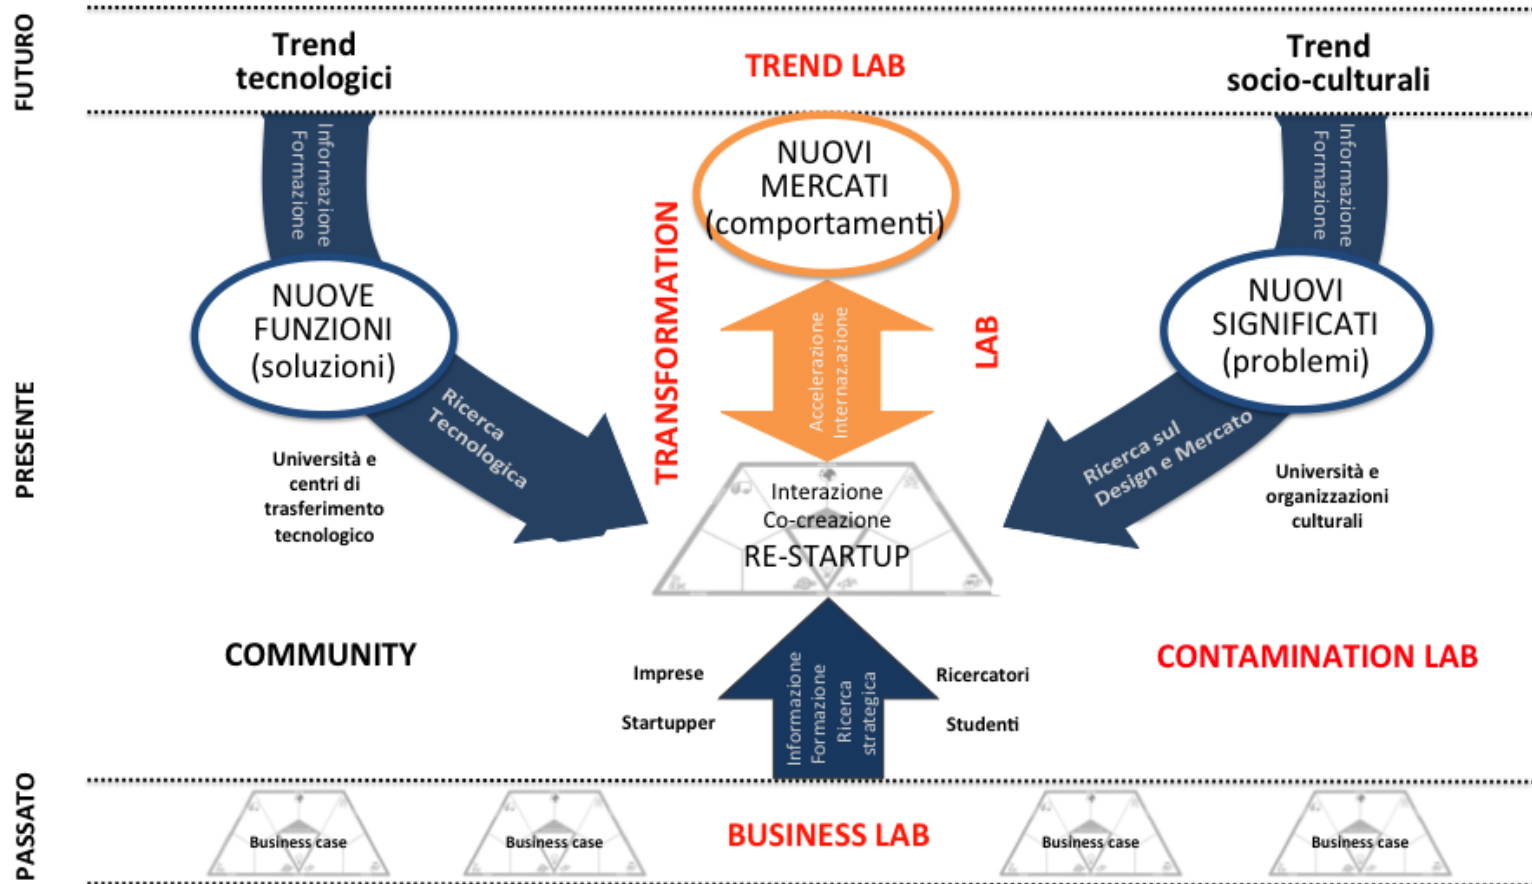 FUTURO
Trend
tecnologici
TREND LAB
Trend
socio-culturali
Informazione
Formazione
NUOVI
MERCATI
(comportamenti)
Informazione
Formazione
NUOVE
FUNZIONI
(soluzioni)
TRANSFORMATION
LAB
NUOVI
SIGNIFICATI
(problemi)
Accelerazione
Internaz.azione
PRESENTE
Ricerca
Tecnologica
Ricerca sul
Design e Mercato
Università e
centri di
trasferimento
tecnologico
Interazione
Co-creazione
RE-STARTUP
Università e
organizzazioni
culturali
COMMUNITY
CONTAMINATION LAB
Imprese
Startupper
Informazione
Formazione
Ricerca
strategica
Ricercatori
Studenti
PASSATO
Business case
Business case
BUSINESS LAB
Business case
Business case